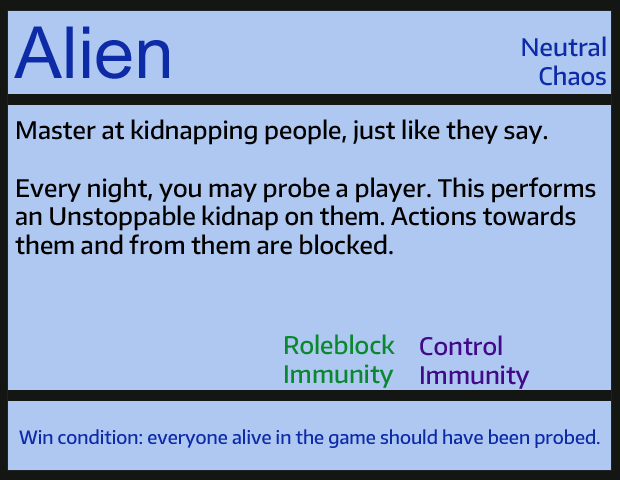 Alien
Neutral
Chaos
Master at kidnapping people, just like they say.
Every night, you may probe a player. This performs
an Unstoppable kidnap on them. Actions towards
them and from them are blocked.
Roleblock
Immunity
Control
Immunity
Win condition: everyone alive in the game should have been probed.